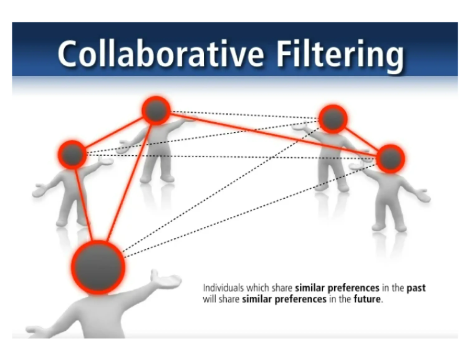 Collaborative Filtering
Individuals which share similar preferences in the past
will share similar preferences in the future.